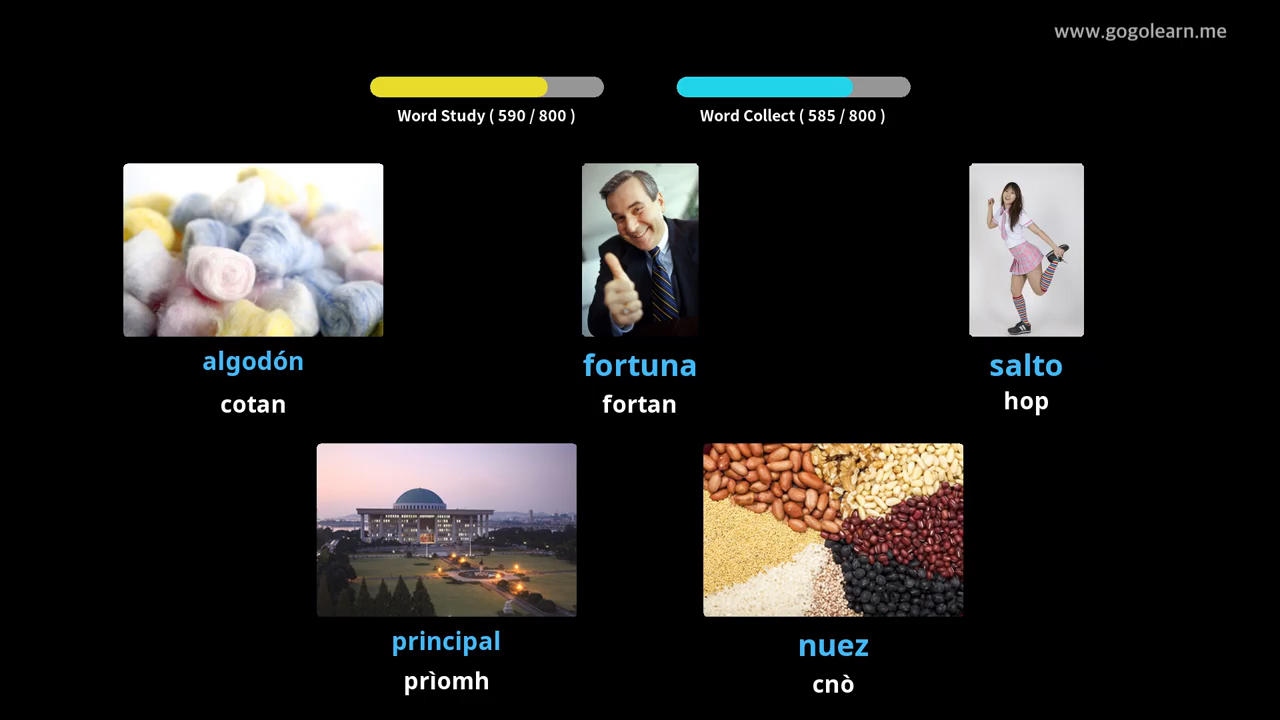 www.gogolearn.me
Word Study ( 590 / 800 )
Word Collect ( 585 / 800 )
algodón
cotan
fortuna
fortan
salto
hop
principal
prìomh
nuez
cnò